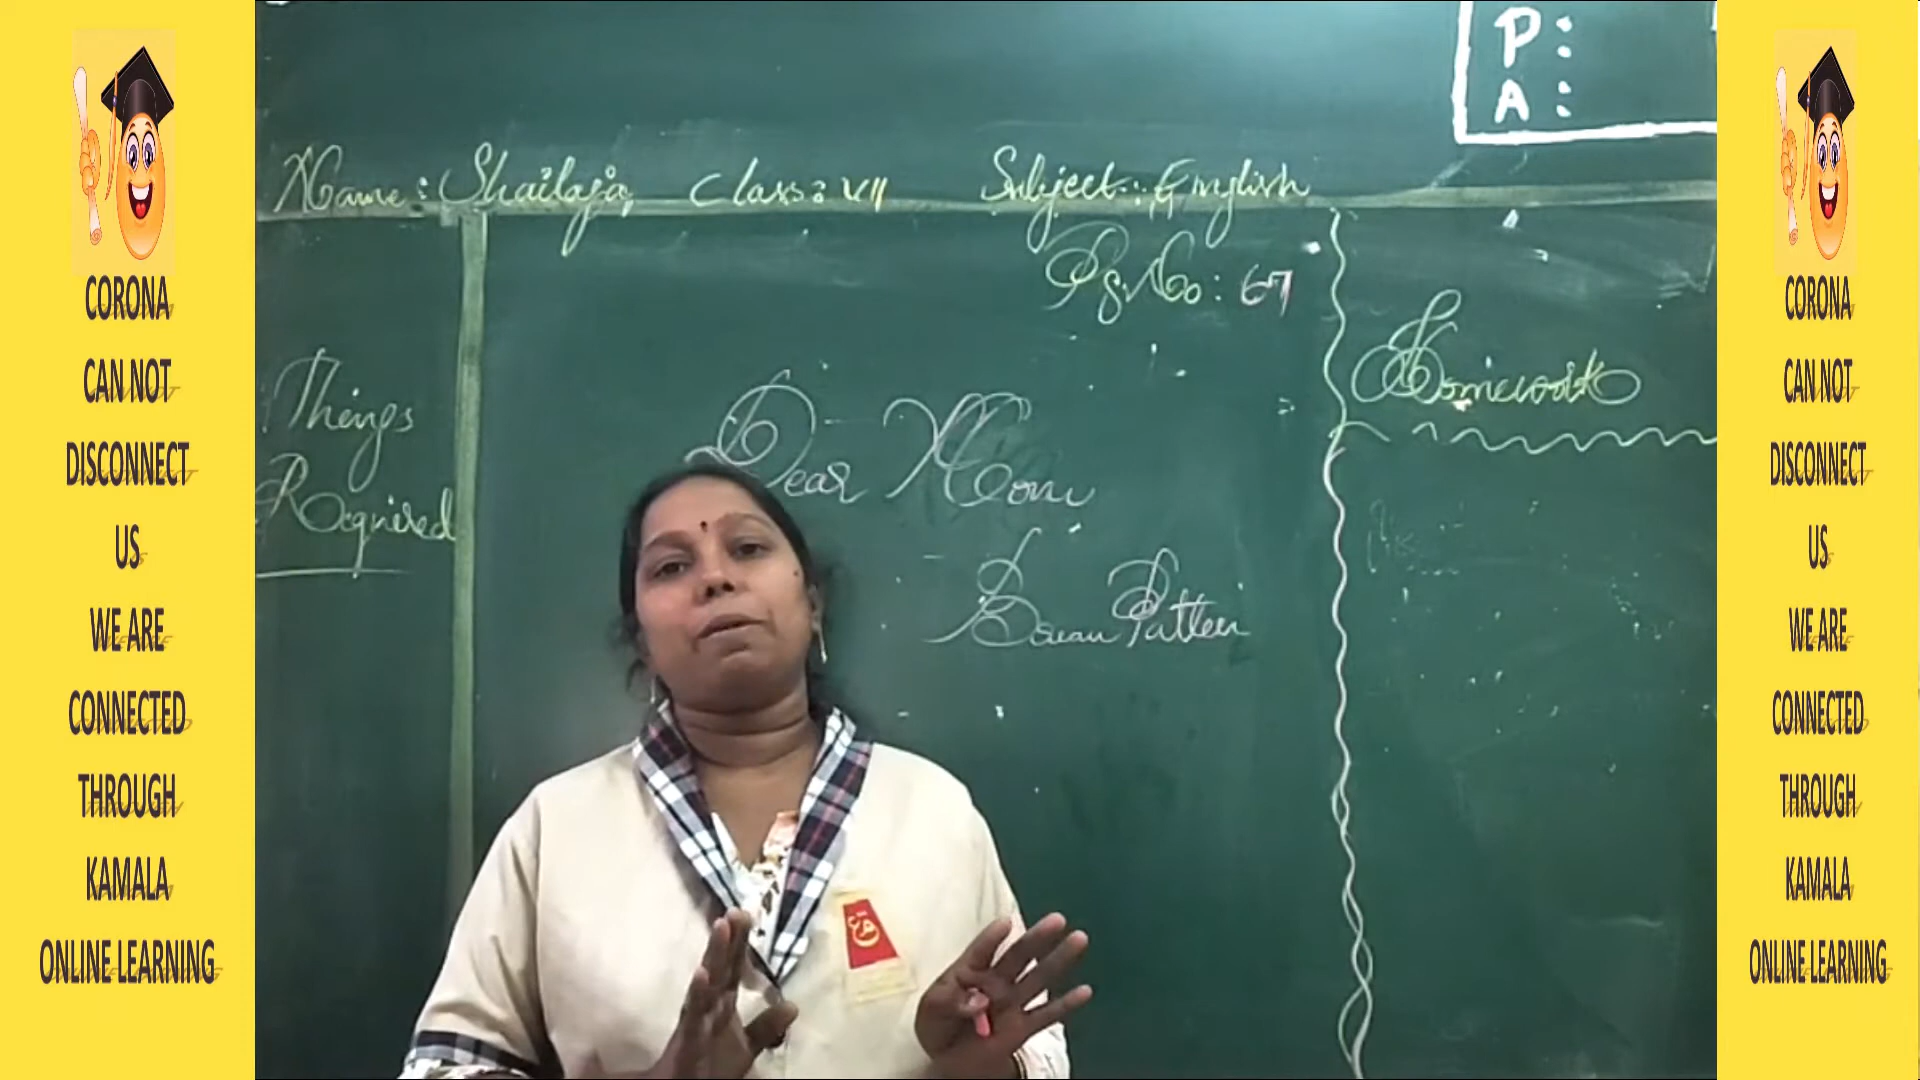 CORONA
CAN NOT
DISCONNECT
US
WE ARE
CONNECTED
THROUGH
KAMALA
ONLINE LEARNING
P:
A:
Name: Shailaja Class: VII Subject: English
Pg.No: 67
Things
Required
Dear Mom
Homework
CORONA
CAN NOT
DISCONNECT
US
WE ARE
CONNECTED
THROUGH
KAMALA
ONLINE LEARNING